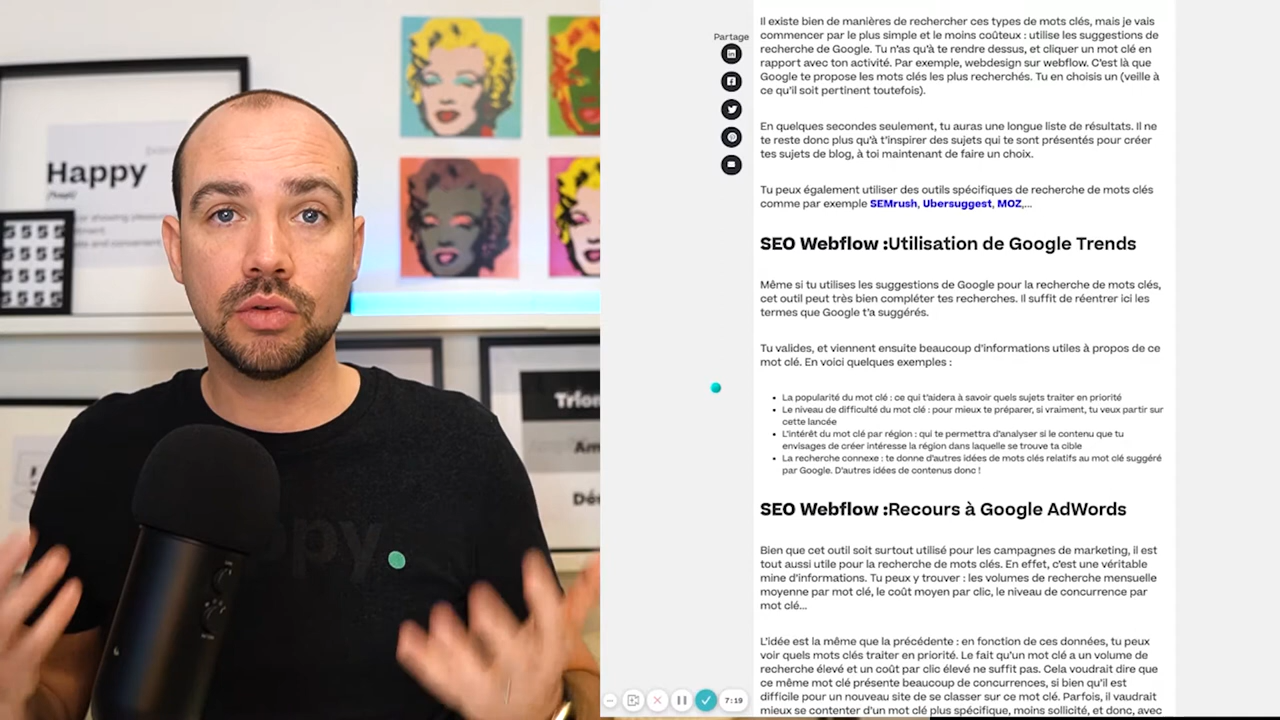 Happy
[noun]
or showing pleasure
and convenient
Trion
Am
Dés
ppy.
Partage
Il existe bien de manières de rechercher ces types de mots clés, mais je vais
commencer par le plus simple et le moins coûteux : utilise les suggestions de
recherche de Google. Tu n'as qu'à te rendre dessus, et cliquer un mot clé en
rapport avec ton activité. Par exemple, webdesign sur webflow. C'est là que
Google te propose les mots clés les plus recherchés. Tu en choisis un (veille à
ce qu'il soit pertinent toutefois).
En quelques secondes seulement, tu auras une longue liste de résultats. Il ne
te reste donc plus qu'à t'inspirer des sujets qui te sont présentés pour créer
tes sujets de blog, à toi maintenant de faire un choix.
Tu peux également utiliser des outils spécifiques de recherche de mots clés
comme par exemple SEMrush, Ubersuggest, MOZ,...
SEO Webflow :Utilisation de Google Trends
Même si tu utilises les suggestions de Google pour la recherche de mots clés,
cet outil peut très bien compléter tes recherches. Il suffit de réentrer ici les
termes que Google t'a suggérés.
Tu valides, et viennent ensuite beaucoup d'informations utiles à propos de ce
mot clé. En voici quelques exemples :
La popularité du mot clé : ce qui t'aidera à savoir quels sujets traiter en priorité
Le niveau de difficulté du mot clé : pour mieux te préparer, si vraiment, tu veux partir sur
cette lancée
L'intérêt du mot clé par région : qui te permettra d'analyser si le contenu que tu
envisages de créer intéresse la région dans laquelle se trouve ta cible
La recherche connexe : te donne d'autres idées de mots clés relatifs au mot clé suggéré
par Google. D'autres idées de contenus donc !
SEO Webflow :Recours à Google AdWords
Bien que cet outil soit surtout utilisé pour les campagnes de marketing, il est
tout aussi utile pour la recherche de mots clés. En effet, c'est une véritable
mine d'informations. Tu peux y trouver : les volumes de recherche mensuelle
moyenne par mot clé, le coût moyen par clic, le niveau de concurrence par
mot clé...
L'idée est la même que la précédente : en fonction de ces données, tu peux
voir quels mots clés traiter en priorité. Le fait qu'un mot clé a un volume de
recherche élevé et un coût par clic élevé ne suffit pas. Cela voudrait dire que
ce même mot clé présente beaucoup de concurrences, si bien qu'il est
difficile pour un nouveau site de se classer sur ce mot clé. Parfois, il vaudrait
mieux se contenter d'un mot clé plus spécifique, moins sollicité, et donc, avec
7:19